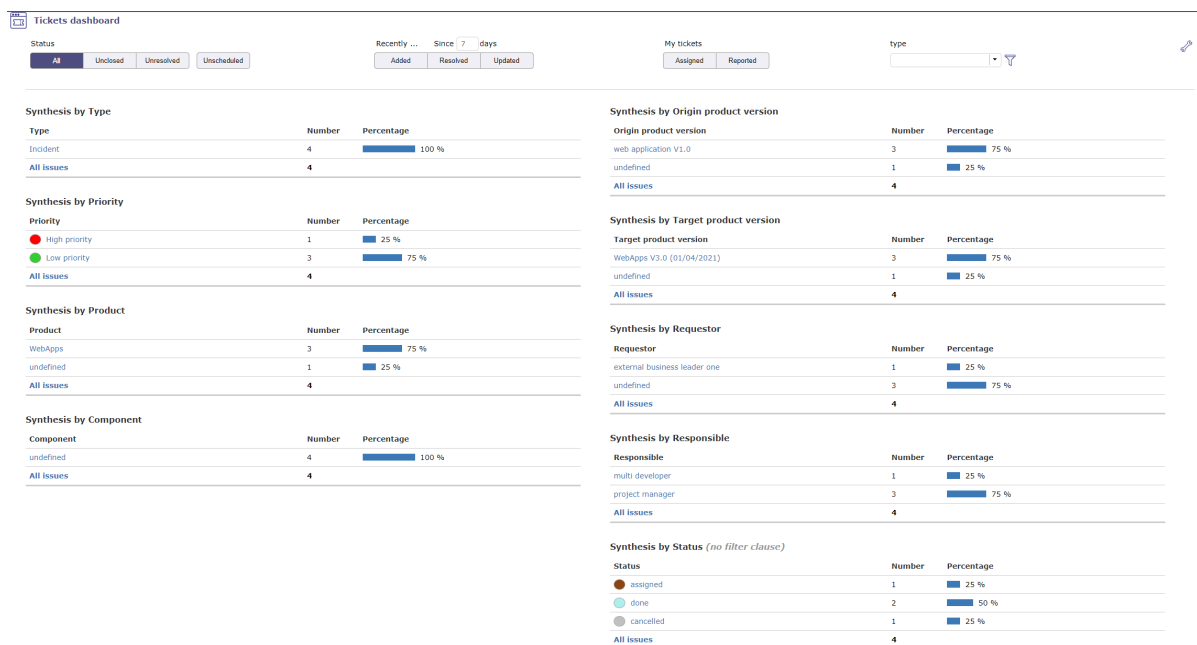 Tickets dashboard
Status
All Unclosed Unresolved Unscheduled
Recently ... Since 7 days
Added Resolved Updated
My tickets
Assigned Reported
type
Synthesis by Type
Type Number Percentage
Incident 4 100 %
All issues 4
Synthesis by Priority
Priority Number Percentage
High priority 1 25 %
Low priority 3 75 %
All issues 4
Synthesis by Product
Product Number Percentage
WebApps 3 75 %
undefined 1 25 %
All issues 4
Synthesis by Component
Component Number Percentage
undefined 4 100 %
All issues 4
Synthesis by Origin product version
Origin product version Number Percentage
web application V1.0 3 75 %
undefined 1 25 %
All issues 4
Synthesis by Target product version
Target product version Number Percentage
WebApps V3.0 (01/04/2021) 3 75 %
undefined 1 25 %
All issues 4
Synthesis by Requestor
Requestor Number Percentage
external business leader one 1 25 %
undefined 3 75 %
All issues 4
Synthesis by Responsible
Responsible Number Percentage
multi developer 1 25 %
project manager 3 75 %
All issues 4
Synthesis by Status (no filter clause)
Status Number Percentage
assigned 1 25 %
done 2 50 %
cancelled 1 25 %
All issues 4